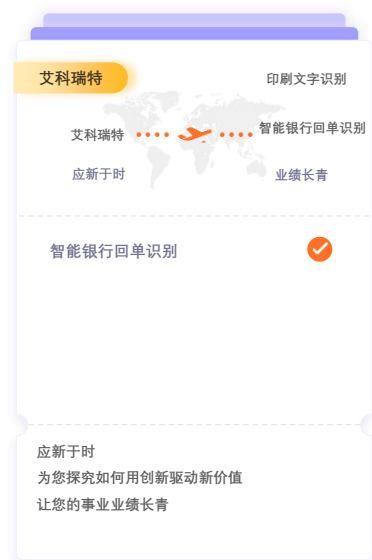 艾科瑞特
印刷文字识别
艾科瑞特
智能银行回单识别
应新于时
业绩长青
智能银行回单识别
应新于时
为您探究如何用创新驱动新价值
让您的事业业绩长青